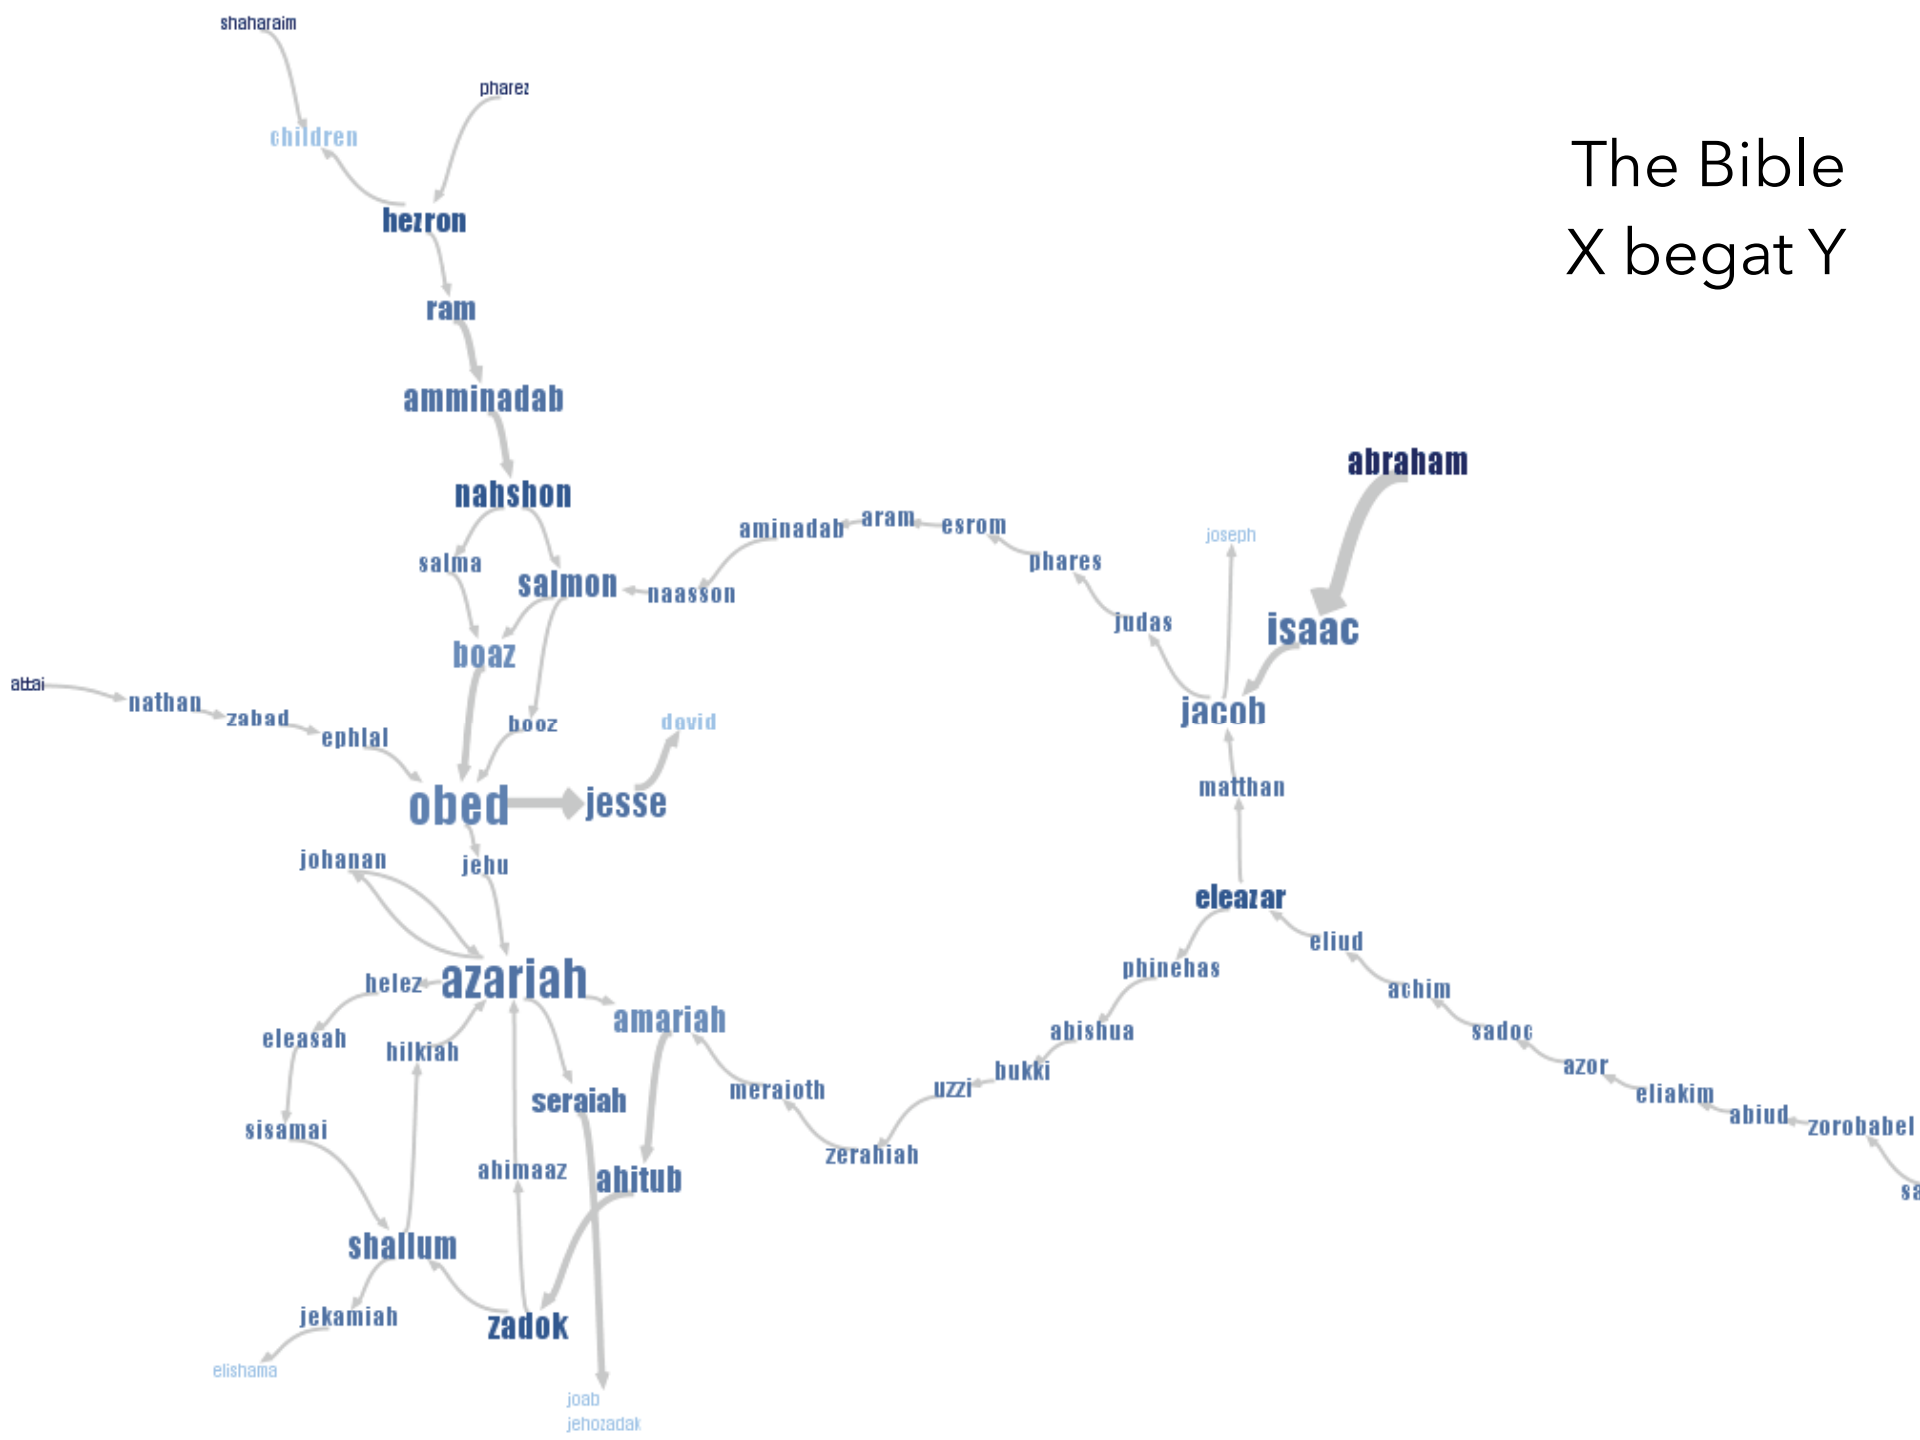 shaharaim
pharez
children
The Bible
X begat Y
hezron
ram
amminadab
abraham
nahshon
aminadab
aram
esrom
joseph
salma
phares
salmon
naasson
judas
isaac
boaz
attai
nathan
zabad
booz
david
jacob
ephlal
matthan
obed
jesse
johanan
jehu
eleazar
eliud
phinehas
helez
azariah
achim
amariah
eleasah
hilkiah
abishua
sadoc
bukki
azor
uzzi
meraioth
eliakim
seraiah
abiud
zorobabel
sisamai
zerahiah
ahimaaz
ahitub
sa
shallum
jekamiah
zadok
elishama
joab
jehozadak